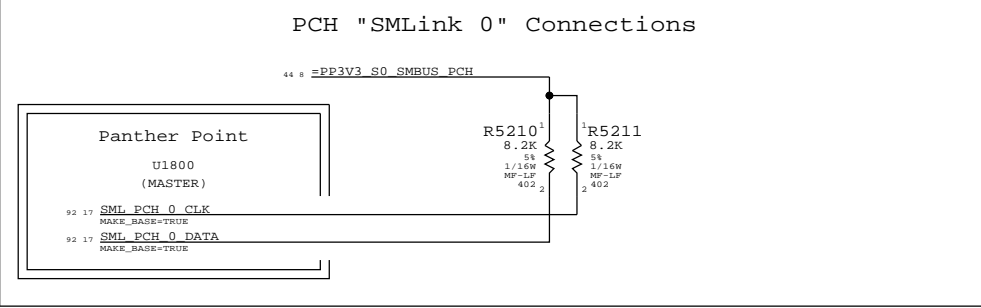 PCH "SMLink 0" Connections
44 8 =PP3V3_S0_SMBUS_PCH
Panther Point
U1800
(MASTER)
R5210 1
8.2K
5%
1/16W
MF-LF
402 2
1 R5211
8.2K
5%
1/16W
MF-LF
2 402
92 17 SML_PCH_0_CLK
MAKE_BASE=TRUE
92 17 SML_PCH_0_DATA
MAKE_BASE=TRUE